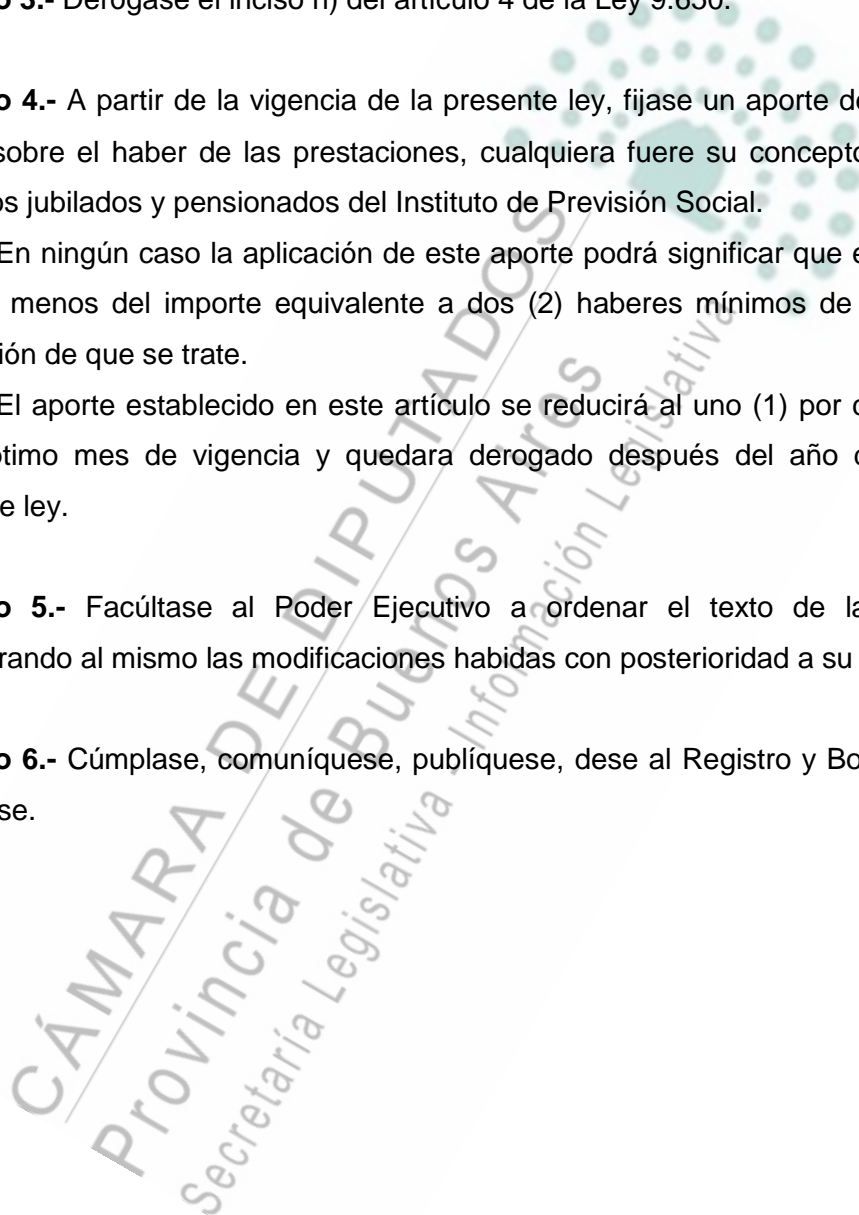 o 3.- Derógase el inciso h) del artículo 4 de la Ley 9.650.
o 4.- A partir de la vigencia de la presente ley, fijase un aporte de
sobre el haber de las prestaciones, cualquiera fuere su concepto
os jubilados y pensionados del Instituto de Previsión Social.
En ningún caso la aplicación de este aporte podrá significar que e
menos del importe equivalente a dos (2) haberes mínimos de
ión de que se trate.
El aporte establecido en este artículo se reducirá al uno (1) por c
ptimo mes de vigencia y quedara derogado después del año d
e ley.
o 5.- Facúltase al Poder Ejecutivo a ordenar el texto de la
rando al mismo las modificaciones habidas con posterioridad a su
o 6.- Cúmplase, comuníquese, publíquese, dese al Registro y Bo
se.
CÁMARA DE DIPUTADOS
Provincia de Buenos Aires
Secretaría Legislativa - Información Legislativa